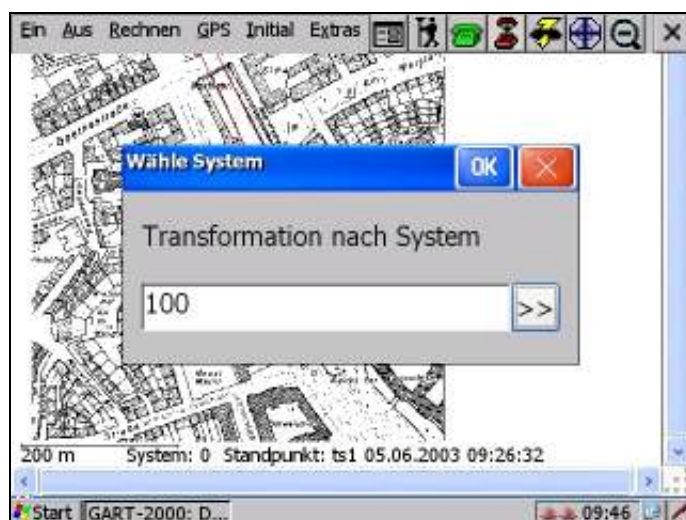 Ein Aus Rechnen GPS Initial Extras
Wähle System OK
Transformation nach System
100 >>
200 m System: 0 Standpunkt: ts1 05.06.2003 09:26:32
Start GART-2000: D... 09:46